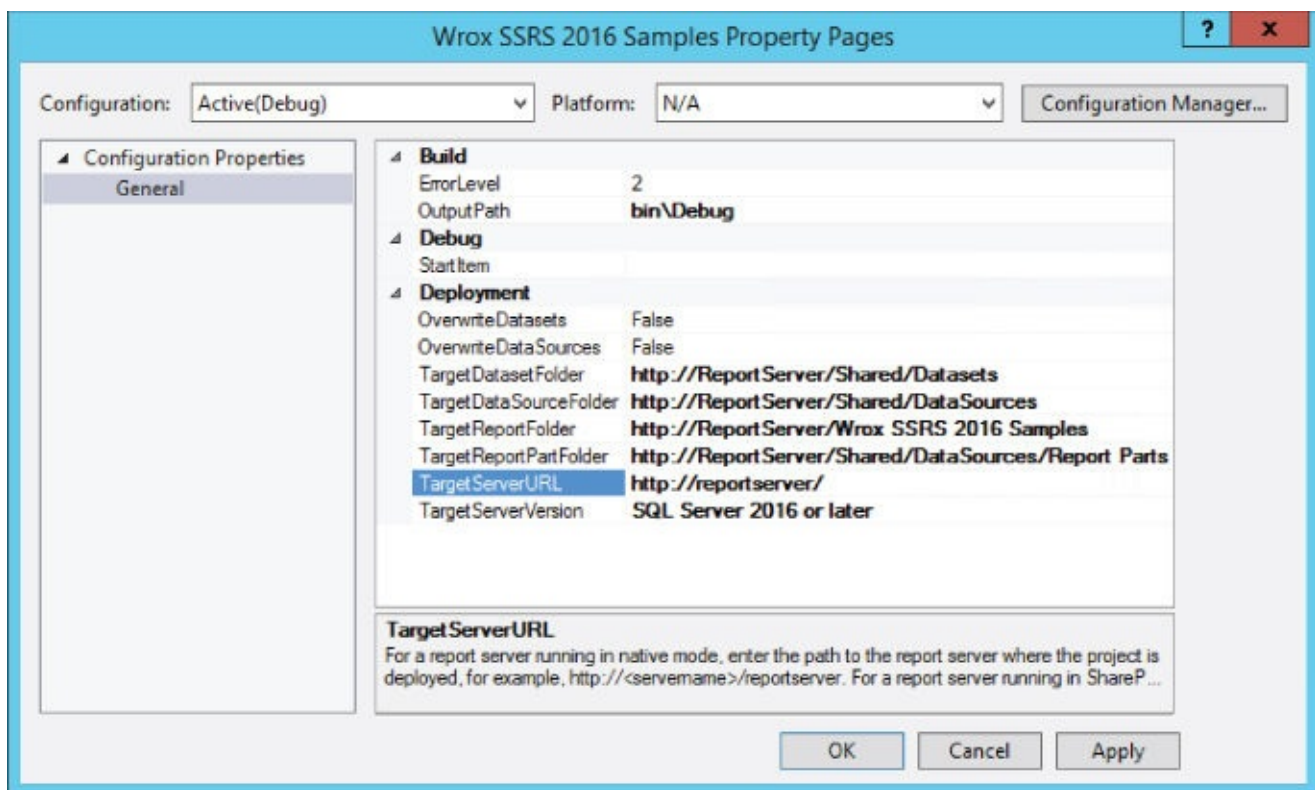 Wrox SSRS 2016 Samples Property Pages
? x
Configuration: Active(Debug) Platform: N/A Configuration Manager...
Configuration Properties
General
Build
ErrorLevel 2
OutputPath bin\Debug
Debug
StartItem
Deployment
OverwriteDatasets False
OverwriteDataSources False
TargetDatasetFolder http://ReportServer/Shared/Datasets
TargetDataSourceFolder http://ReportServer/Shared/DataSources
TargetReportFolder http://ReportServer/Wrox SSRS 2016 Samples
TargetReportPartFolder http://ReportServer/Shared/DataSources/Report Parts
TargetServerURL http://reportserver/
TargetServerVersion SQL Server 2016 or later
TargetServerURL
For a report server running in native mode, enter the path to the report server where the project is
deployed, for example, http://<servername>/reportserver. For a report server running in ShareP...
OK Cancel Apply